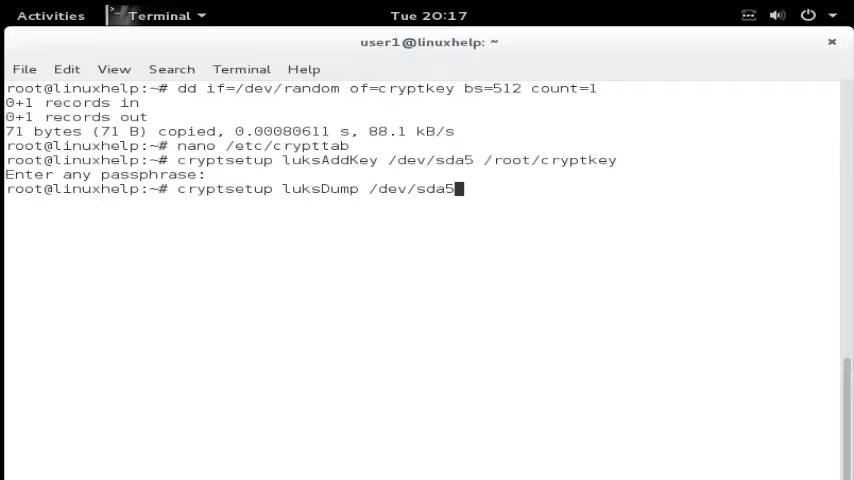 Activities Terminal Tue 20:17
user1@linuxhelp: ~ ×
File Edit View Search Terminal Help
root@linuxhelp:~# dd if=/dev/random of=cryptkey bs=512 count=1
0+1 records in
0+1 records out
71 bytes (71 B) copied, 0.00080611 s, 88.1 kB/s
root@linuxhelp:~# nano /etc/crypttab
root@linuxhelp:~# cryptsetup luksAddKey /dev/sda5 /root/cryptkey
Enter any passphrase:
root@linuxhelp:~# cryptsetup luksDump /dev/sda5